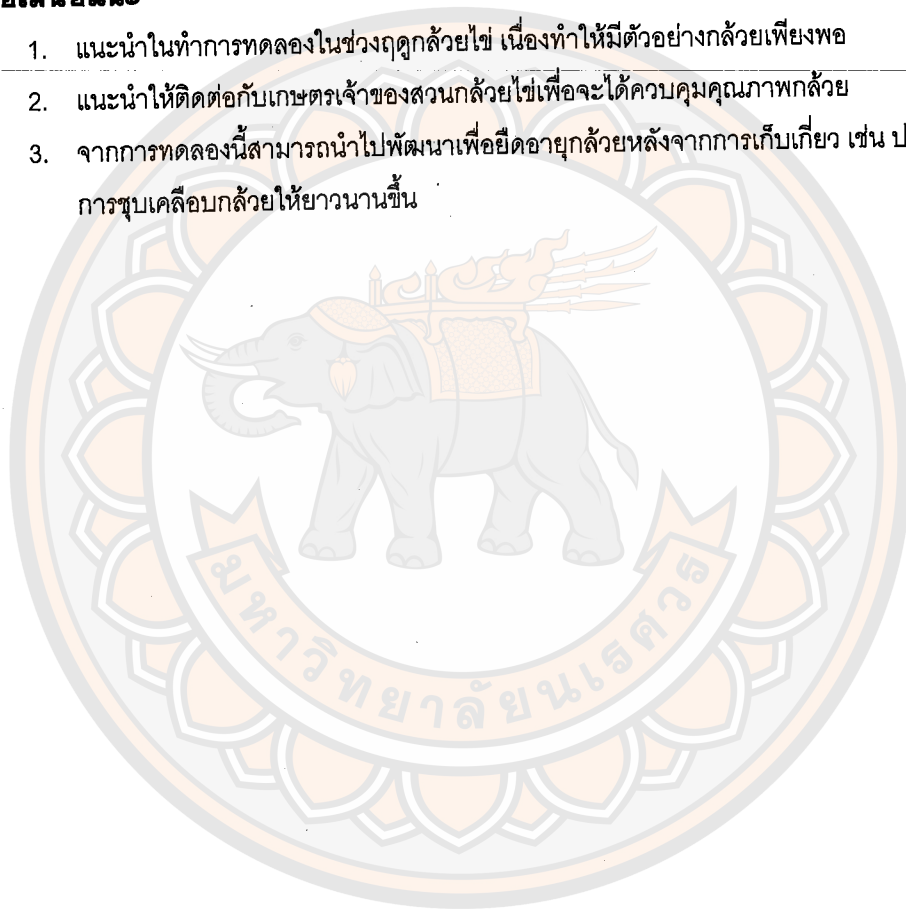 1. แนะนำในทำการทดลองในช่วงฤดูกล้วยไข่ เนื่องทำให้มีตัวอย่างกล้วยเพียงพอ
2. แนะนำให้ติดต่อกับเกษตรเจ้าของสวนกล้วยไข่เพื่อจะได้ควบคุมคุณภาพกล้วย
3. จากการทดลองนี้สามารถนำไปพัฒนาเพื่อยืดอายุกล้วยหลังจากการเก็บเกี่ยว เช่น
การชุบเคลือบกล้วยให้ยาวนานขึ้น
มหาวิทยาลัยนเรศวร